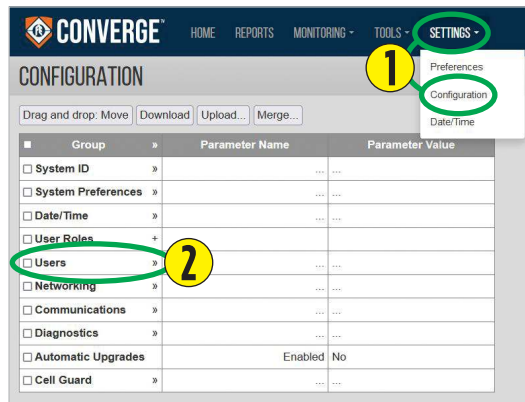 CONVERGE™ HOME REPORTS MONITORING TOOLS SETTINGS
1
Preferences
Configuration
Date/Time
CONFIGURATION
Drag and drop: Move Download Upload... Merge...
Group » Parameter Name Parameter Value
System ID » ... ...
System Preferences » ... ...
Date/Time » ... ...
User Roles +
Users » ... ...
2
Networking » ... ...
Communications » ... ...
Diagnostics » ... ...
Automatic Upgrades Enabled No
Cell Guard » ... ...